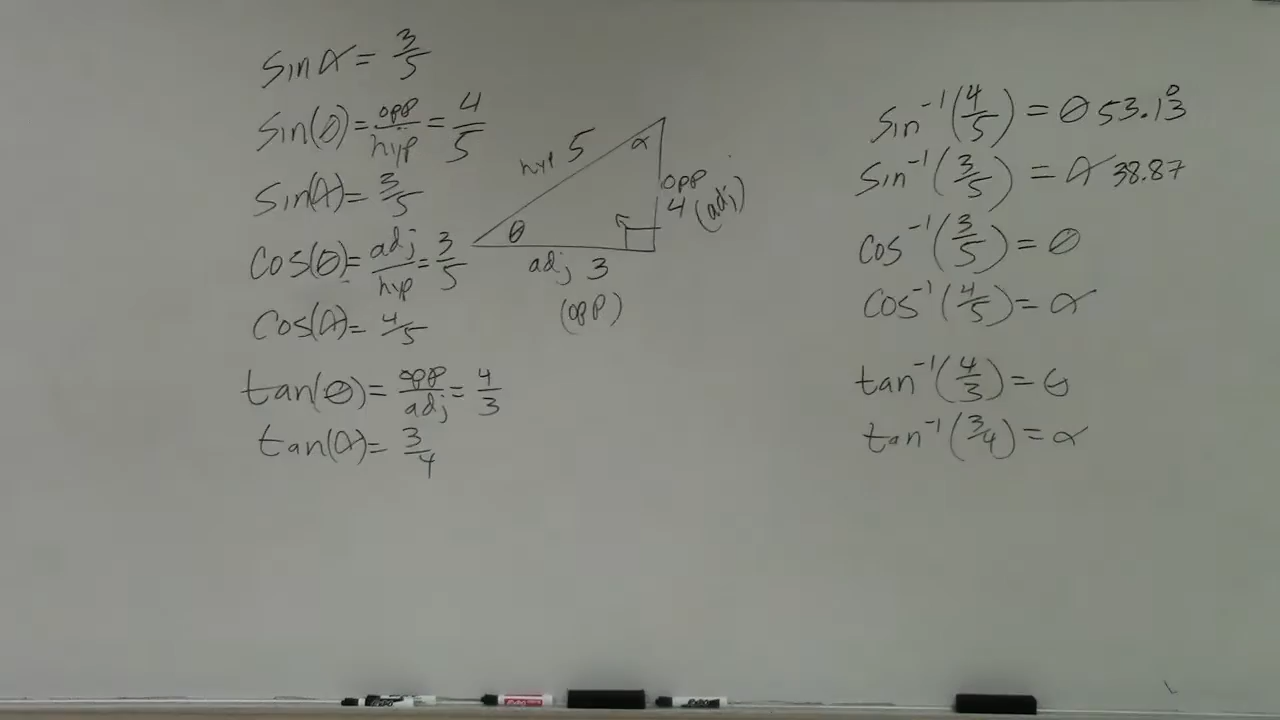 sin α = 3/5
sin(θ) = opp/hyp = 4/5
sin(α) = 3/5
cos(θ) = adj/hyp = 3/5
cos(α) = 4/5
tan(θ) = opp/adj = 4/3
tan(α) = 3/4
hyp 5
α
opp
4 (adj)
θ
adj 3
(opp)
sin⁻¹(4/5) = θ 53.13°
sin⁻¹(3/5) = α 38.87
cos⁻¹(3/5) = θ
cos⁻¹(4/5) = α
tan⁻¹(4/3) = θ
tan⁻¹(3/4) = α
EXPO